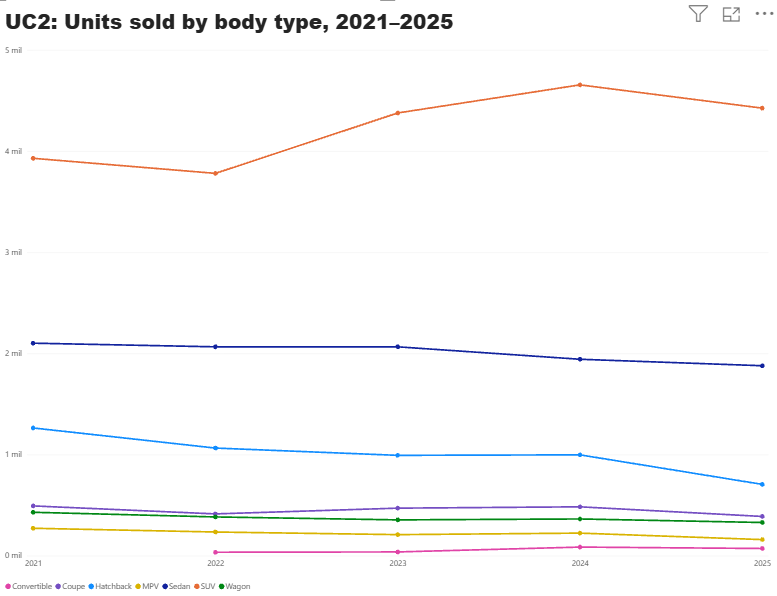 UC2: Units sold by body type, 2021–2025
5 mil
4 mil
3 mil
2 mil
1 mil
0 mil
2021 2022 2023 2024 2025
Convertible Coupe Hatchback MPV Sedan SUV Wagon